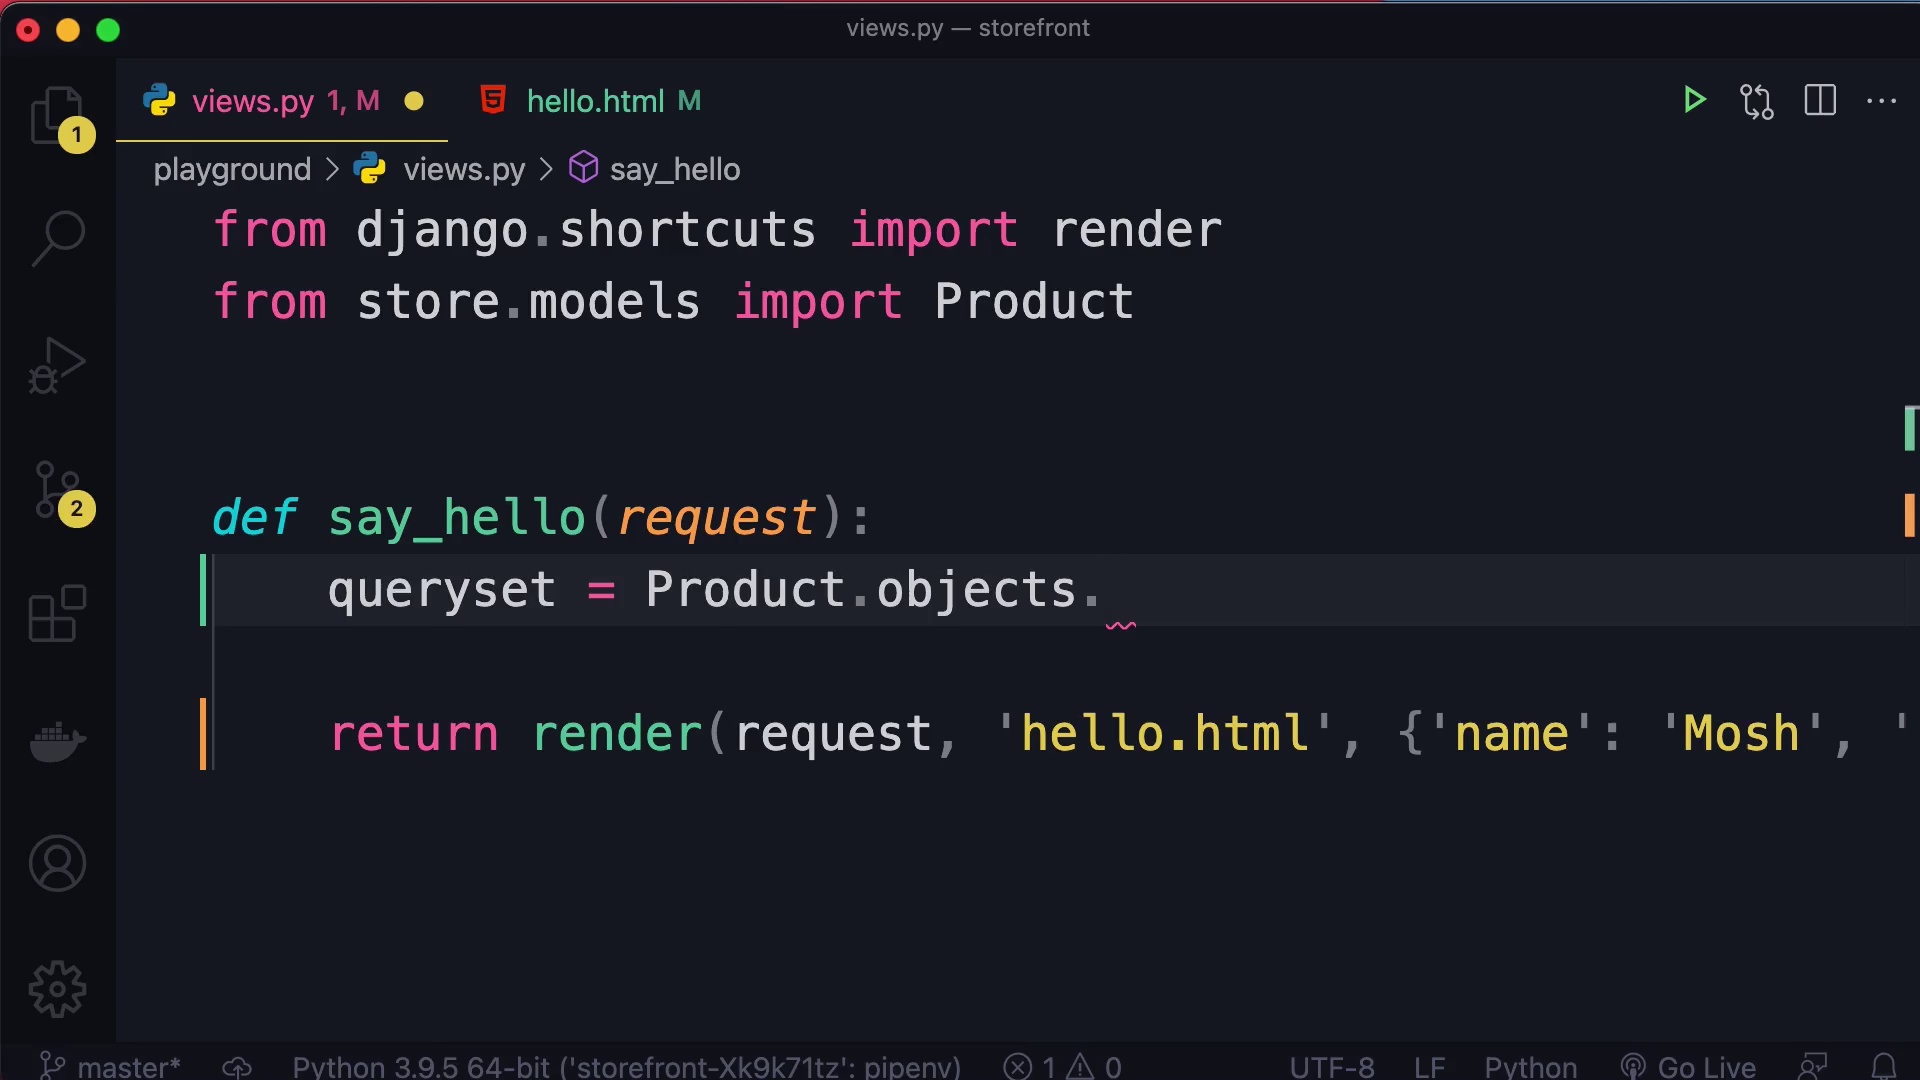 views.py — storefront
views.py 1, M
hello.html M
playground > views.py > say_hello
from django.shortcuts import render
from store.models import Product
def say_hello(request):
queryset = Product.objects.
return render(request, 'hello.html', {'name': 'Mosh', '
1
2
master*
Python 3.9.5 64-bit ('storefront-Xk9k71tz': pipenv)
1
0
UTF-8
LF
Python
Go Live